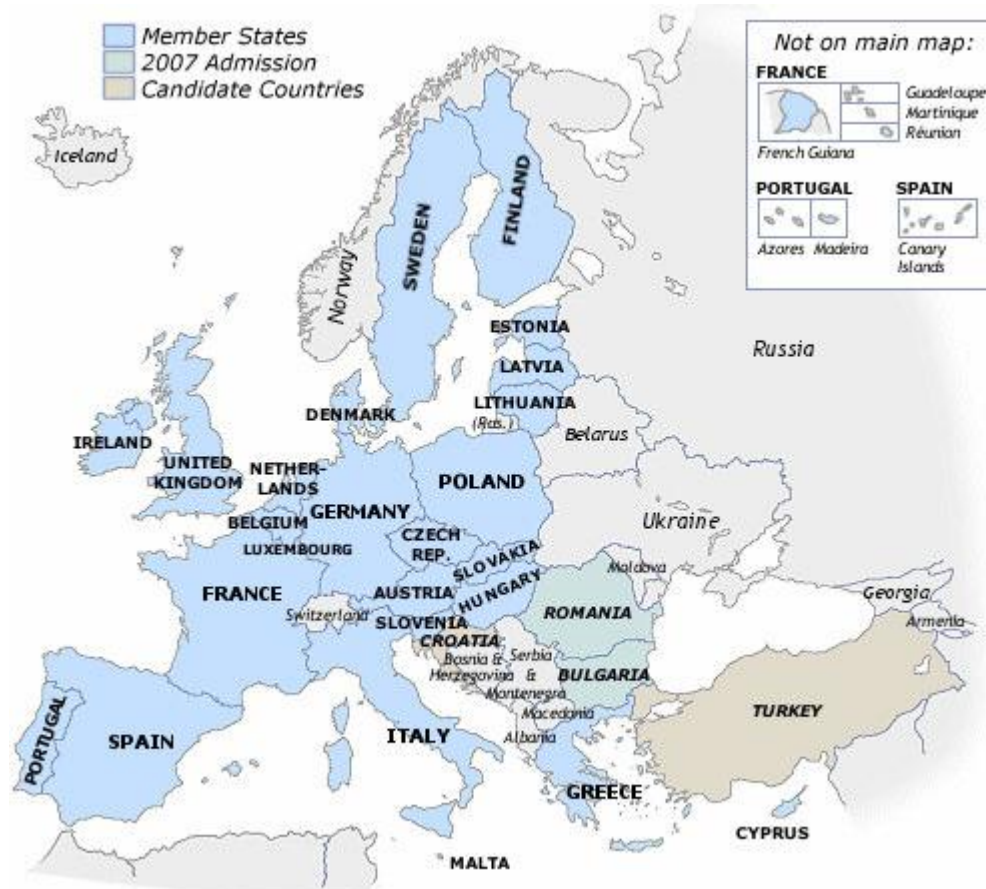 Member States
2007 Admission
Candidate Countries
Not on main map:
FRANCE
Guadeloupe
Martinique
Réunion
French Guiana
PORTUGAL
SPAIN
Azores
Madeira
Canary
Islands
Iceland
SWEDEN
FINLAND
Norway
Russia
ESTONIA
LATVIA
LITHUANIA
(Rus.)
DENMARK
Belarus
IRELAND
UNITED
KINGDOM
NETHER-
LANDS
POLAND
GERMANY
BELGIUM
Ukraine
CZECH
REP.
LUXEMBOURG
SLOVAKIA
Moldova
FRANCE
AUSTRIA
HUNGARY
Georgia
Switzerland
SLOVENIA
ROMANIA
Armenia
CROATIA
Bosnia &
Herzegovina
Serbia
&
Montenegro
BULGARIA
Macedonia
TURKEY
PORTUGAL
SPAIN
ITALY
Albania
GREECE
CYPRUS
MALTA